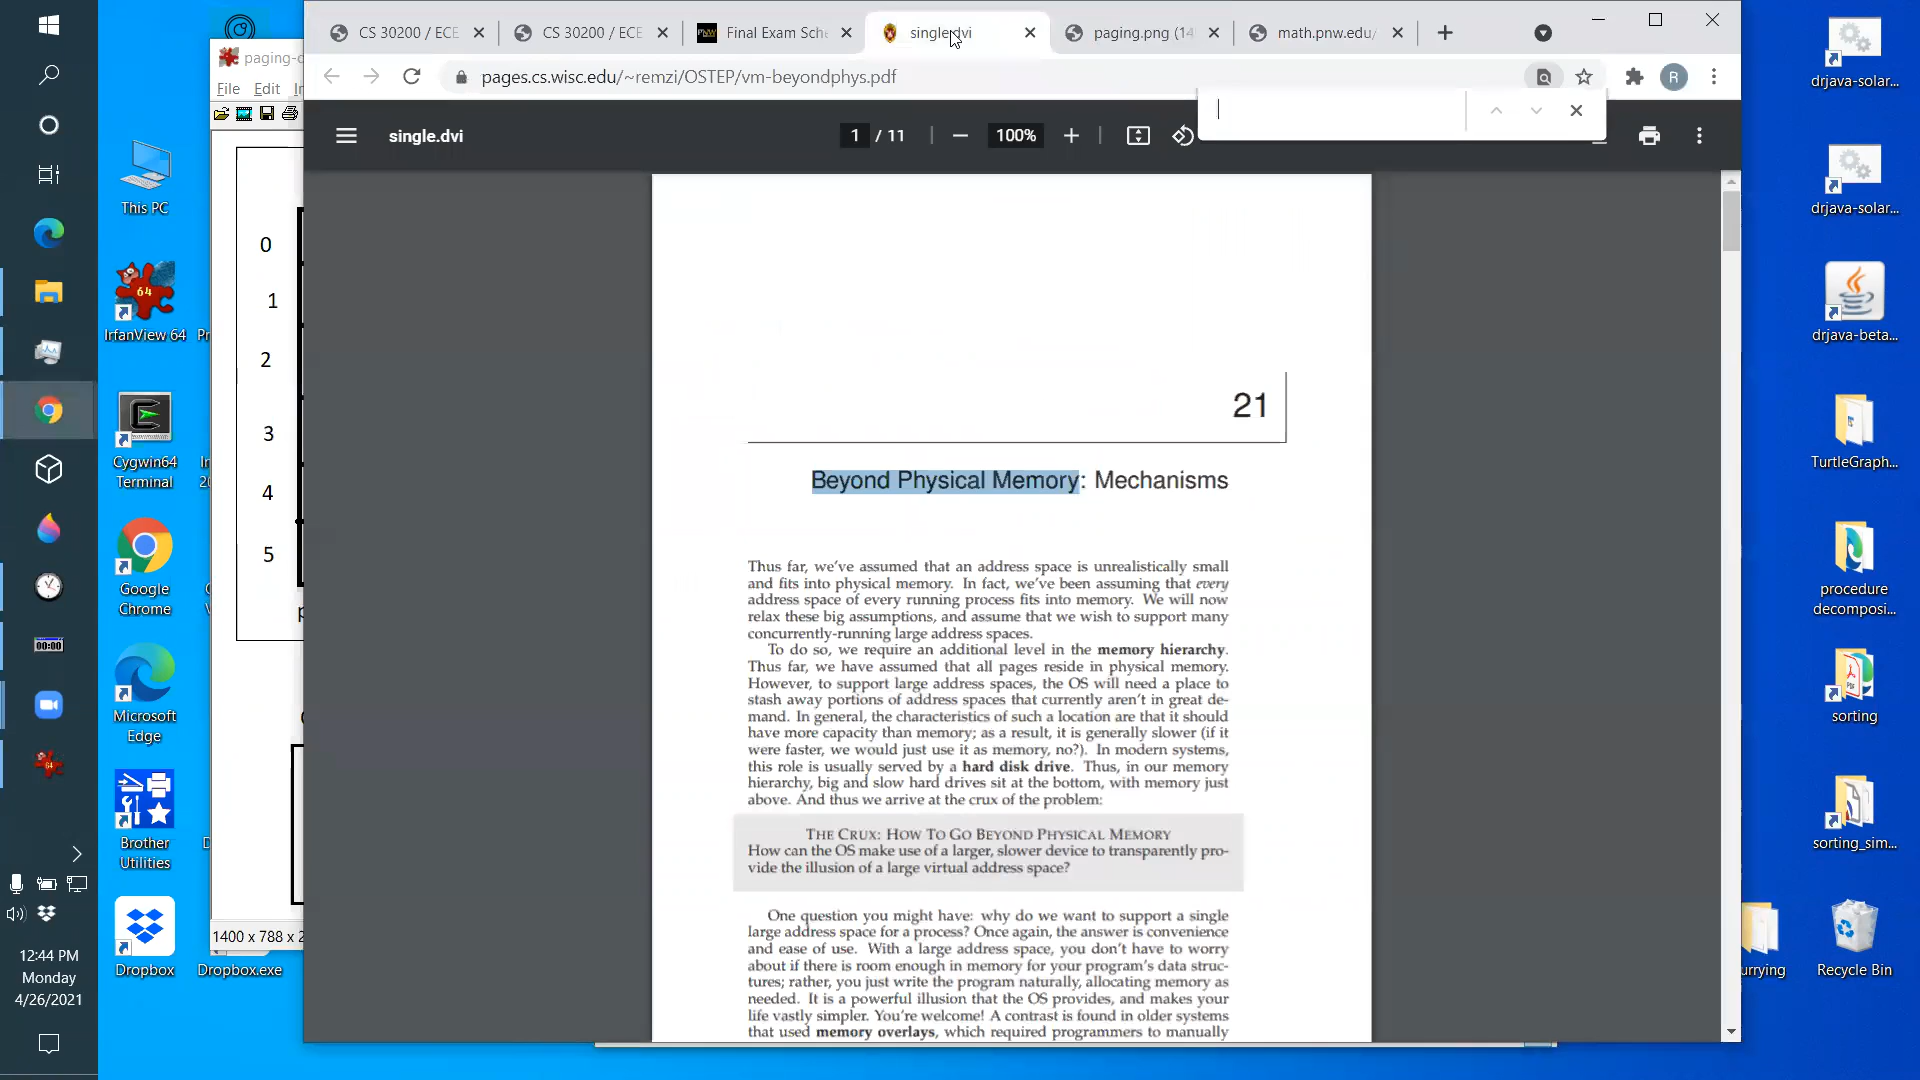 This PC
IrfanView 64
Cygwin64
Terminal
Google
Chrome
Microsoft
Edge
Brother
Utilities
Dropbox
Dropbox.exe
12:44 PM
Monday
4/26/2021
File Edit
0
1
2
3
4
5
1400 x 788 x 2
CS 30200 / ECE
CS 30200 / ECE
Final Exam Sch
single.dvi
paging.png (14
math.pnw.edu/
pages.cs.wisc.edu/~remzi/OSTEP/vm-beyondphys.pdf
R
single.dvi
1 / 11
100%
21
Beyond Physical Memory: Mechanisms
Thus far, we've assumed that an address space is unrealistically small
and fits into physical memory. In fact, we've been assuming that every
address space of every running process fits into memory. We will now
relax these big assumptions, and assume that we wish to support many
concurrently-running large address spaces.
To do so, we require an additional level in the memory hierarchy.
Thus far, we have assumed that all pages reside in physical memory.
However, to support large address spaces, the OS will need a place to
stash away portions of address spaces that currently aren't in great de-
mand. In general, the characteristics of such a location are that it should
have more capacity than memory; as a result, it is generally slower (if it
were faster, we would just use it as memory, no?). In modern systems,
this role is usually served by a hard disk drive. Thus, in our memory
hierarchy, big and slow hard drives sit at the bottom, with memory just
above. And thus we arrive at the crux of the problem:
THE CRUX: HOW TO GO BEYOND PHYSICAL MEMORY
How can the OS make use of a larger, slower device to transparently pro-
vide the illusion of a large virtual address space?
One question you might have: why do we want to support a single
large address space for a process? Once again, the answer is convenience
and ease of use. With a large address space, you don't have to worry
about if there is room enough in memory for your program's data struc-
tures; rather, you just write the program naturally, allocating memory as
needed. It is a powerful illusion that the OS provides, and makes your
life vastly simpler. You're welcome! A contrast is found in older systems
that used memory overlays, which required programmers to manually
drjava-solar...
drjava-solar...
drjava-beta...
TurtleGraph...
procedure
decomposi...
sorting
sorting_sim...
urrying
Recycle Bin